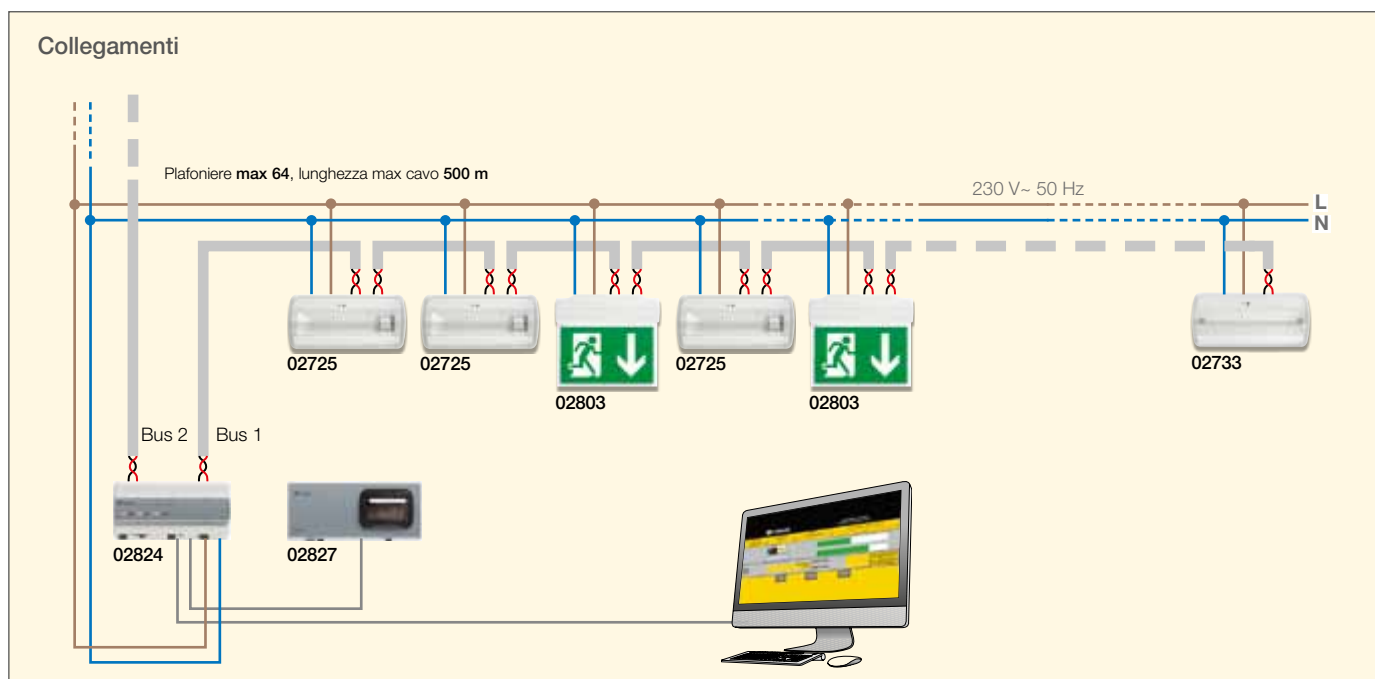 Collegamenti
Plafoniere max 64, lunghezza max cavo 500 m
230 V~ 50 Hz
L
N
02725
02725
02803
02725
02803
02733
Bus 2
Bus 1
02824
02827